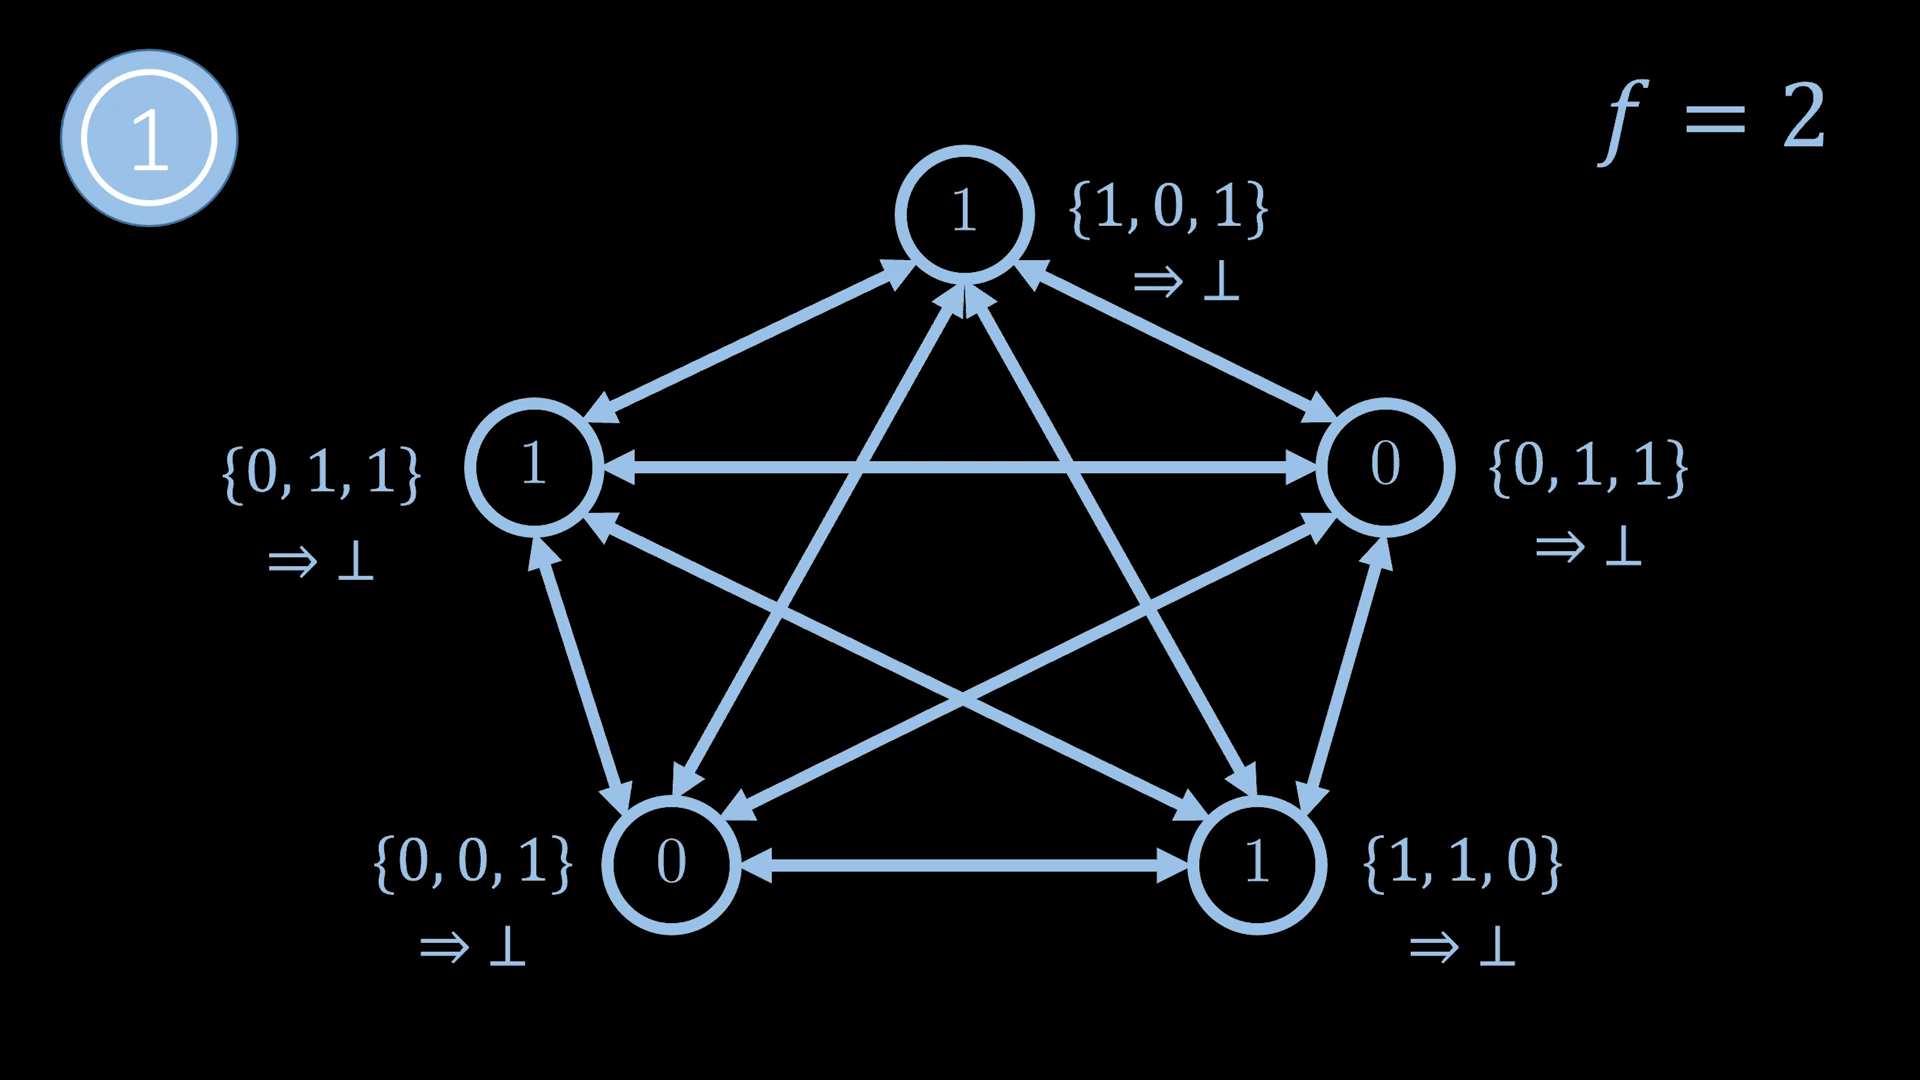 1
f = 2
1
{1, 0, 1}
⇒ ⊥
1
{0, 1, 1}
⇒ ⊥
0
{0, 1, 1}
⇒ ⊥
0
{0, 0, 1}
⇒ ⊥
1
{1, 1, 0}
⇒ ⊥